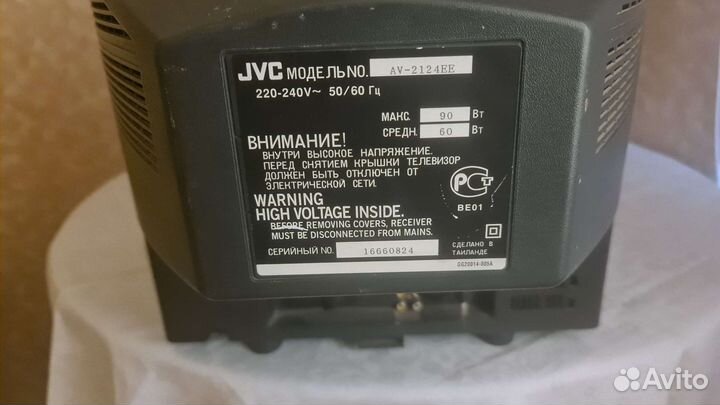 JVC МОДЕЛЬ NO. AV-2124EE
220-240V~ 50/60 Гц
МАКС. 90 Вт
СРЕДН. 60 Вт
ВНИМАНИЕ!
ВНУТРИ ВЫСОКОЕ НАПРЯЖЕНИЕ.
ПЕРЕД СНЯТИЕМ КРЫШКИ ТЕЛЕВИЗОР
ДОЛЖЕН БЫТЬ ОТКЛЮЧЕН ОТ
ЭЛЕКТРИЧЕСКОЙ СЕТИ.
WARNING
HIGH VOLTAGE INSIDE.
BEFORE REMOVING COVERS, RECEIVER
MUST BE DISCONNECTED FROM MAINS.
РСТ
BE01
СЕРИЙНЫЙ NO. 16660824
СДЕЛАНО В
ТАИЛАНДЕ
GG20014-005A
Avito